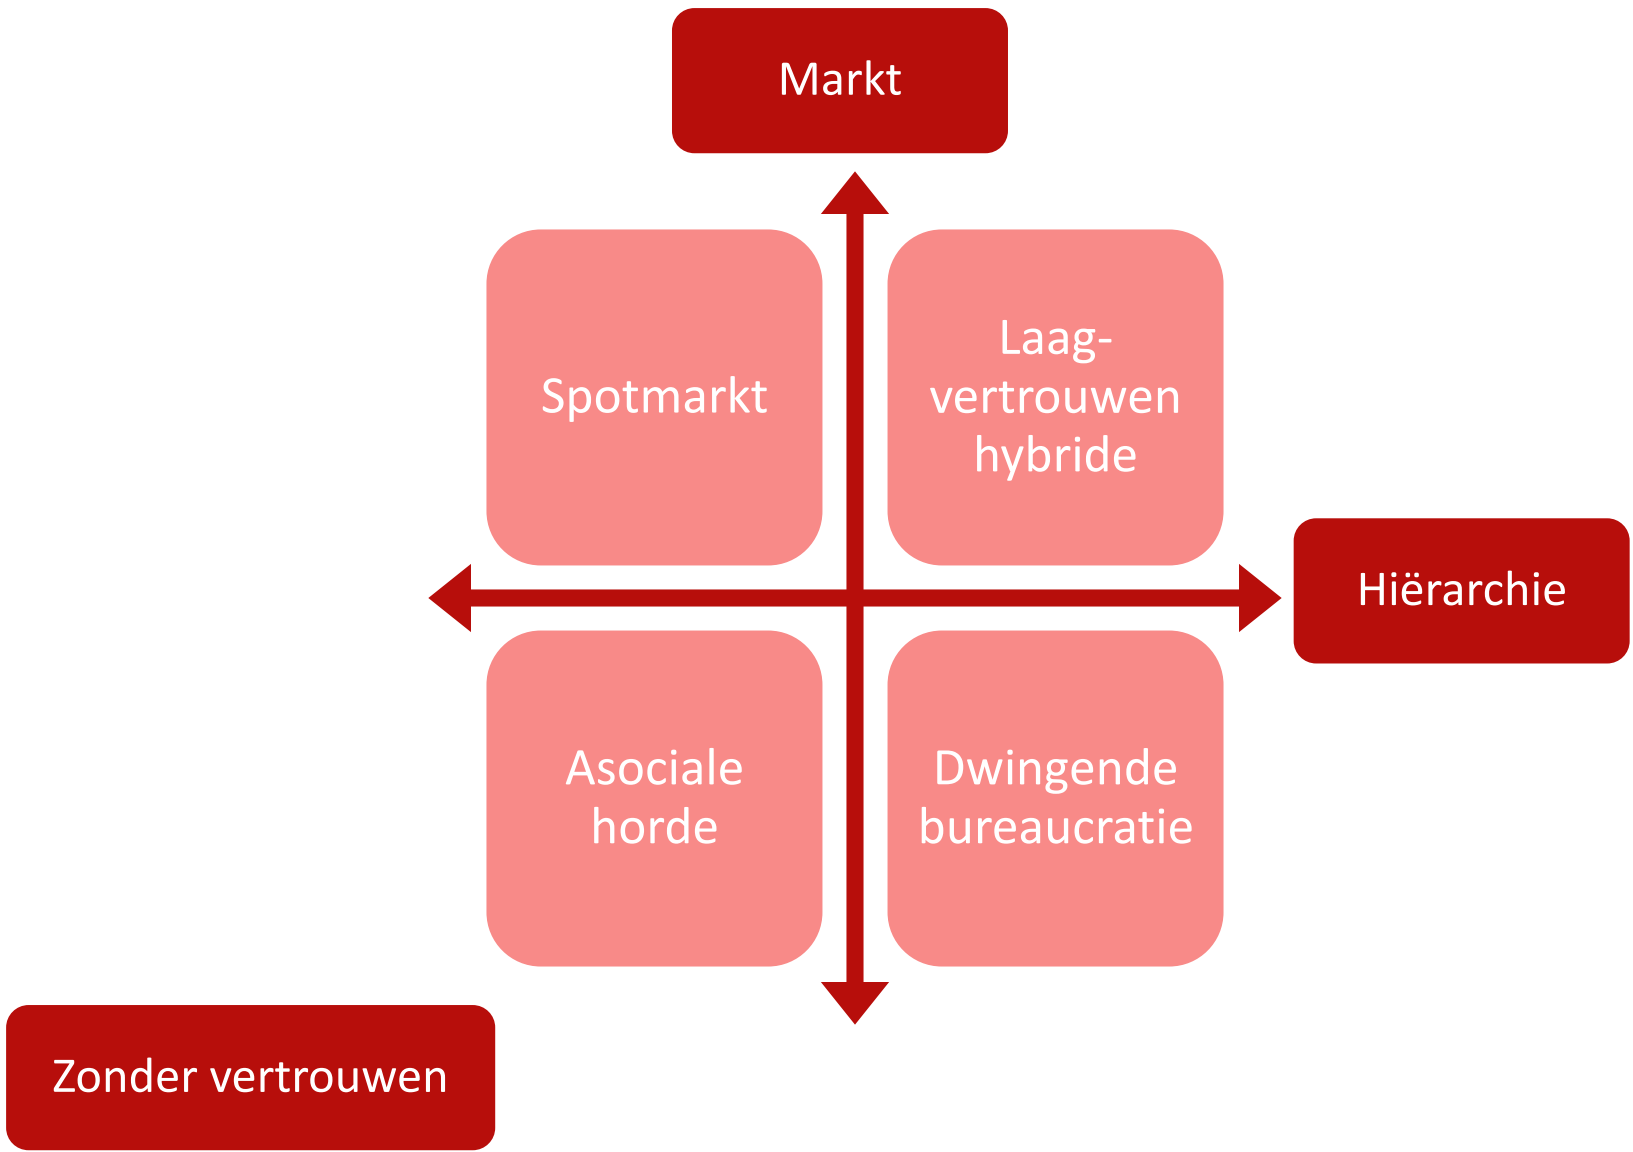 Markt
Spotmarkt
Laag-
vertrouwen
hybride
Hiërarchie
Asociale
horde
Dwingende
bureaucratie
Zonder vertrouwen